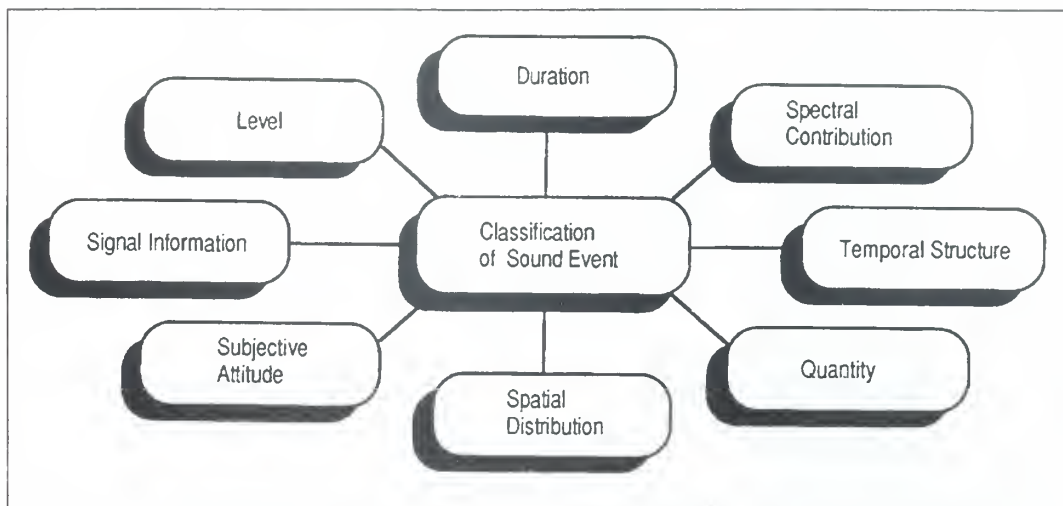 Duration
Level
Spectral
Contribution
Signal Information
Classification
of Sound Event
Temporal Structure
Subjective
Attitude
Spatial
Distribution
Quantity